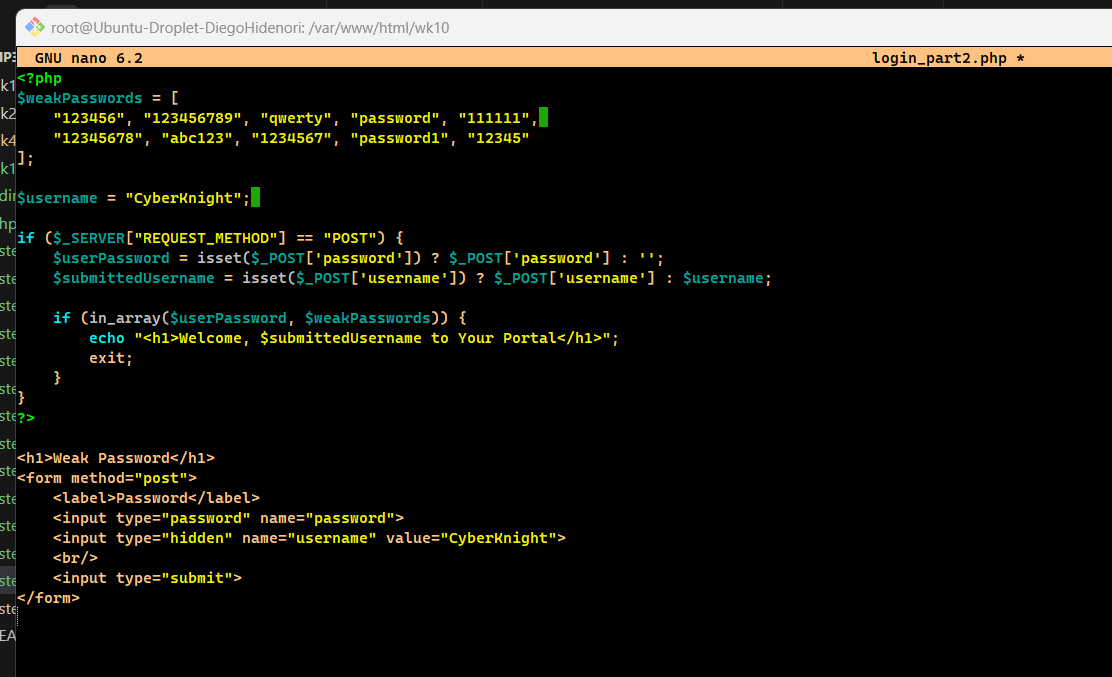 root@Ubuntu-Droplet-DiegoHidenori: /var/www/html/wk10
GNU nano 6.2 login_part2.php *
<?php
$weakPasswords = [
    "123456", "123456789", "qwerty", "password", "111111",
    "12345678", "abc123", "1234567", "password1", "12345"
];

$username = "CyberKnight";

if ($_SERVER["REQUEST_METHOD"] == "POST") {
    $userPassword = isset($_POST['password']) ? $_POST['password'] : '';
    $submittedUsername = isset($_POST['username']) ? $_POST['username'] : $username;

    if (in_array($userPassword, $weakPasswords)) {
        echo "<h1>Welcome, $submittedUsername to Your Portal</h1>";
        exit;
    }
}
?>

<h1>Weak Password</h1>
<form method="post">
    <label>Password</label>
    <input type="password" name="password">
    <input type="hidden" name="username" value="CyberKnight">
    <br/>
    <input type="submit">
</form>